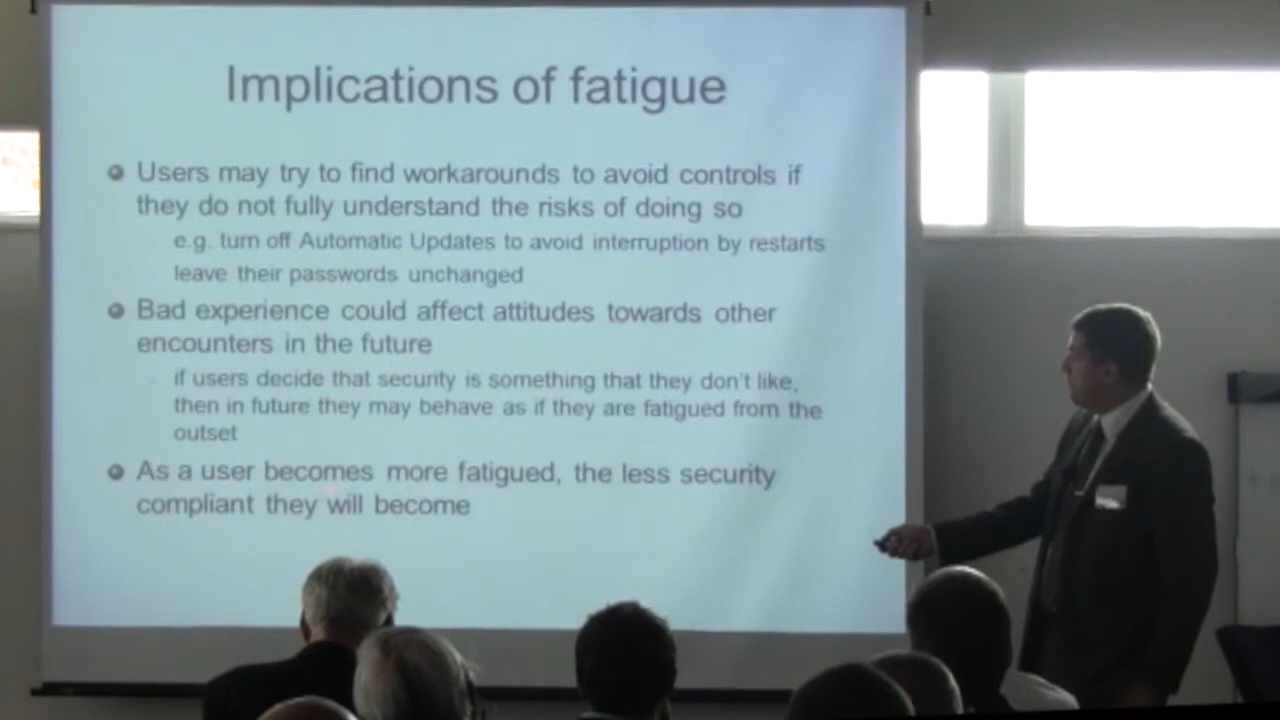 Implications of fatigue
Users may try to find workarounds to avoid controls if
they do not fully understand the risks of doing so
e.g. turn off Automatic Updates to avoid interruption by restarts
leave their passwords unchanged
Bad experience could affect attitudes towards other
encounters in the future
if users decide that security is something that they don't like,
then in future they may behave as if they are fatigued from the
outset
As a user becomes more fatigued, the less security
compliant they will become